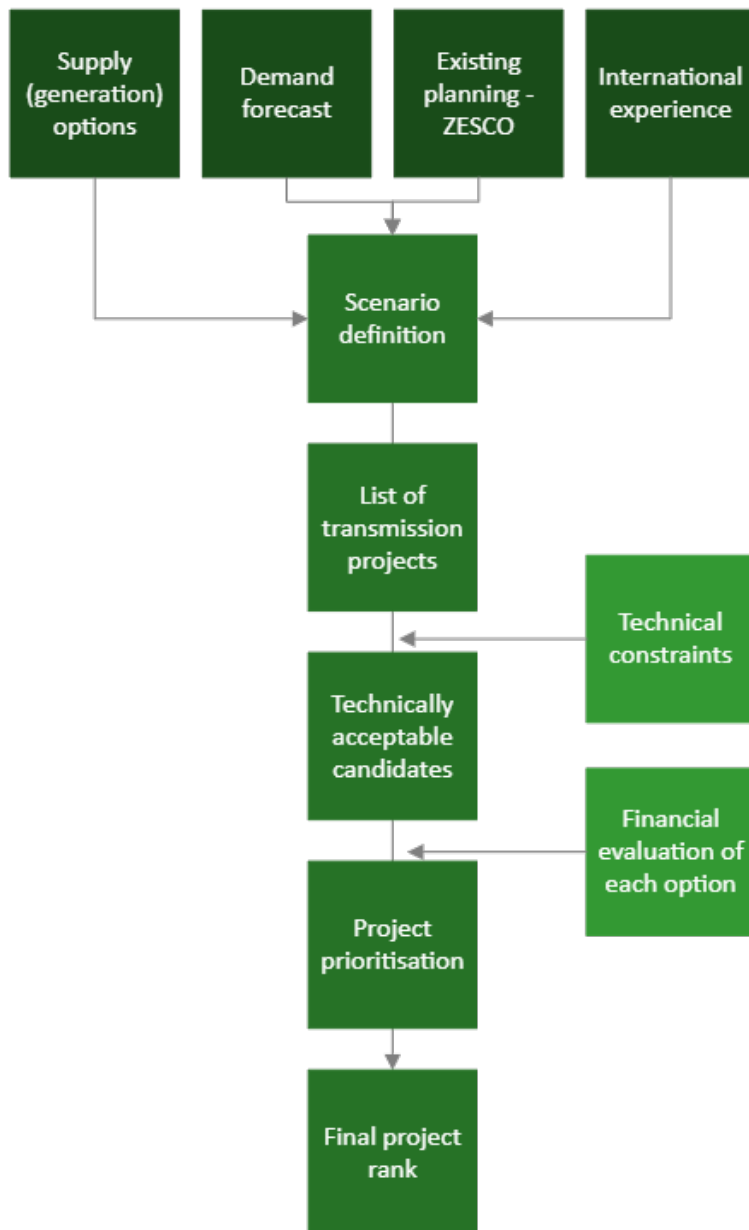 Supply
(generation)
options
Demand
forecast
Existing
planning -
ZESCO
International
experience
Scenario
definition
List of
transmission
projects
Technical
constraints
Technically
acceptable
candidates
Financial
evaluation of
each option
Project
prioritisation
Final project
rank